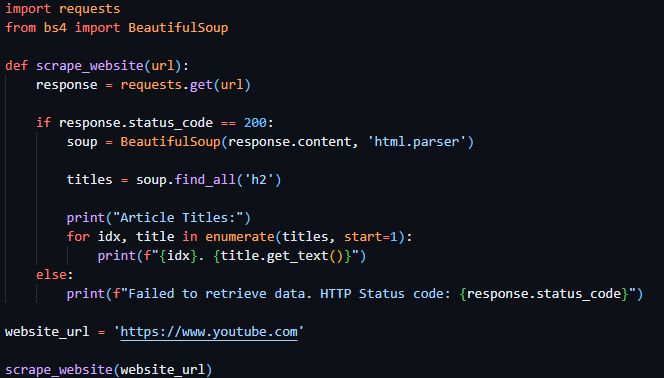 import requests
from bs4 import BeautifulSoup
def scrape_website(url):
response = requests.get(url)
if response.status_code == 200:
soup = BeautifulSoup(response.content, 'html.parser')
titles = soup.find_all('h2')
print("Article Titles:")
for idx, title in enumerate(titles, start=1):
print(f"{idx}. {title.get_text()}")
else:
print(f"Failed to retrieve data. HTTP Status code: {response.status_code}")
website_url = 'https://www.youtube.com'
scrape_website(website_url)